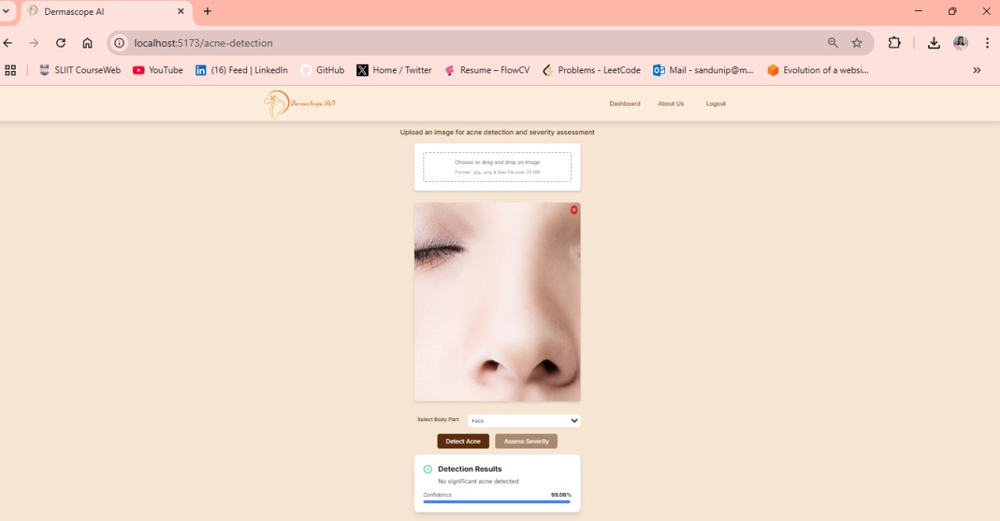 Dermascope AI
localhost:5173/acne-detection
SLIIT CourseWeb YouTube (16) Feed | LinkedIn GitHub Home / Twitter Resume – FlowCV Problems - LeetCode Mail - sandunip@m... Evolution of a websi...
DermaScope AI Dashboard About Us Logout
Upload an image for acne detection and severity assessment
Choose or drag and drop an image
Format: .jpg, .png & Max file size: 25 MB
Select Body Part Face
Detect Acne Assess Severity
Detection Results
No significant acne detected
Confidence 99.06%